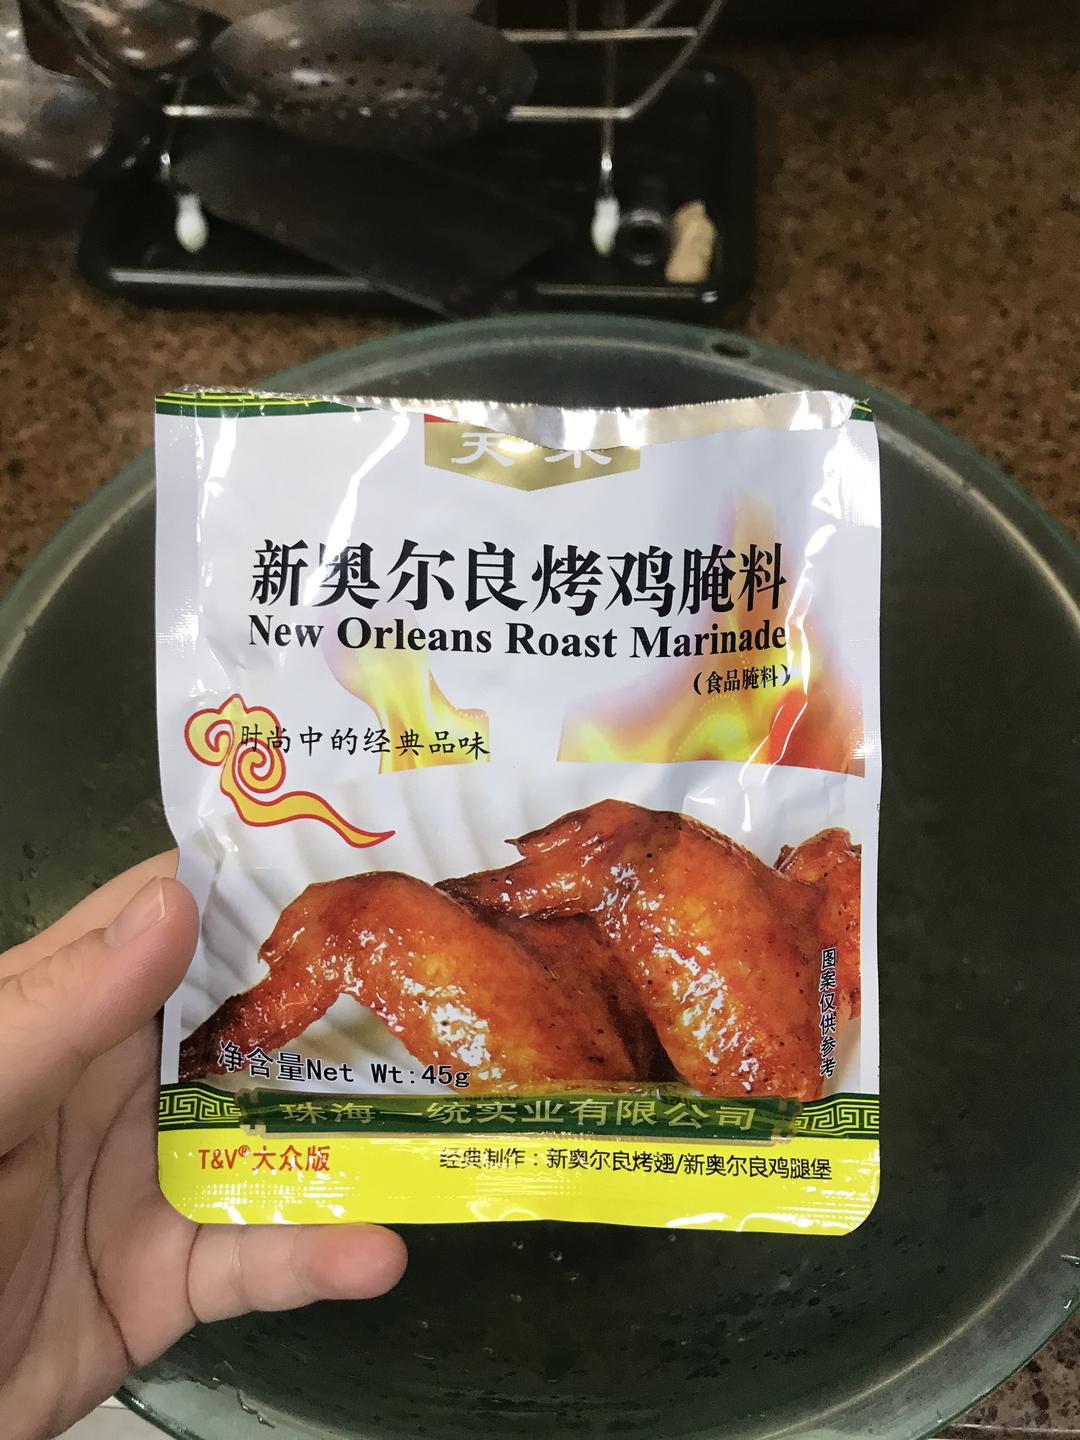 新奥尔良烤鸡腌料
New Orleans Roast Marinade
(食品腌料)
时尚中的经典品味
图案仅供参考
净含量Net Wt:45g
珠海一统实业有限公司
T&V®大众版
经典制作：新奥尔良烤翅/新奥尔良鸡腿堡